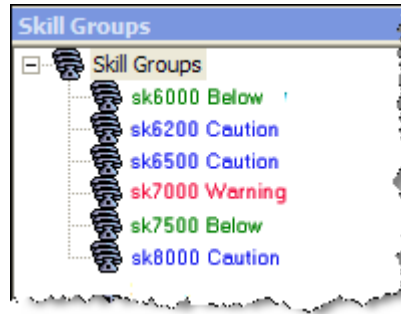 Skill Groups
Skill Groups
sk6000 Below
sk6200 Caution
sk6500 Caution
sk7000 Warning
sk7500 Below
sk8000 Caution